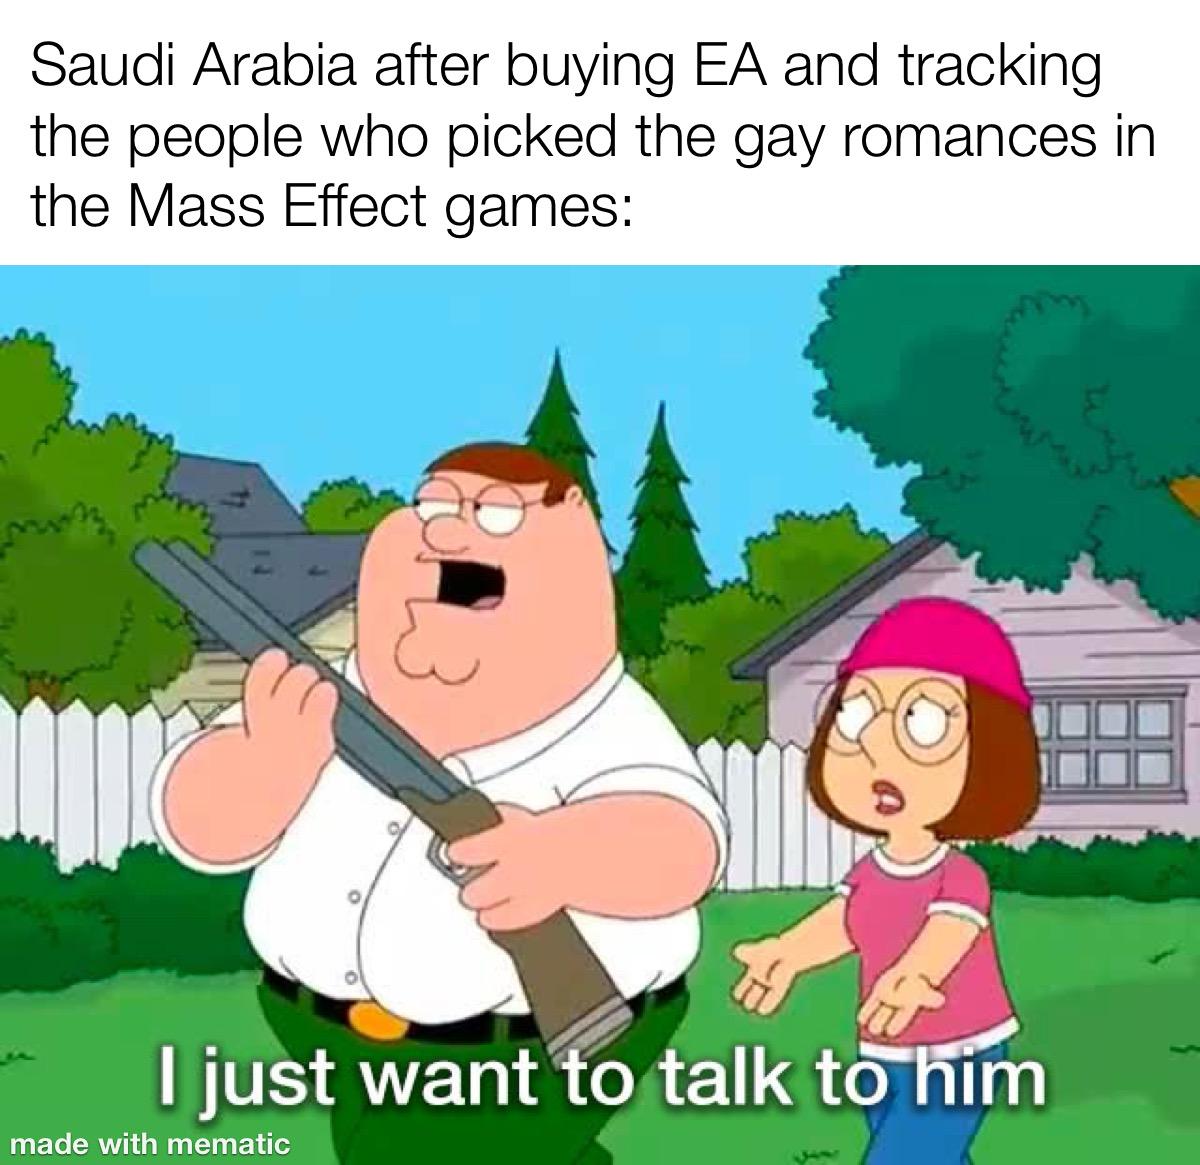 Saudi Arabia after buying EA and tracking
the people who picked the gay romances in
the Mass Effect games:
I just want to talk to him
made with mematic